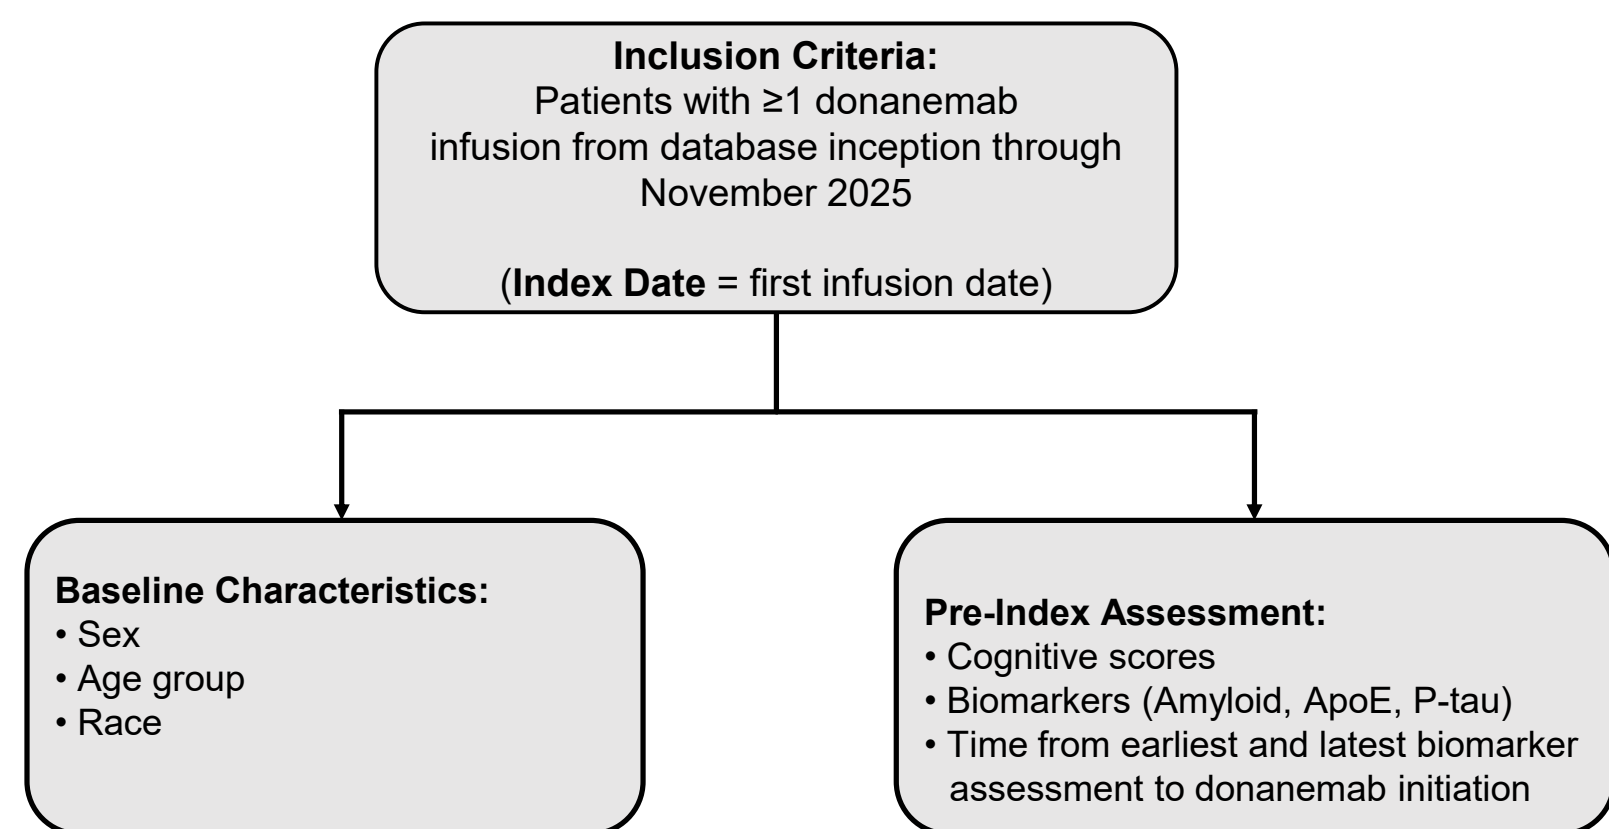 Inclusion Criteria:
Patients with ≥1 donanemab
infusion from database inception through
November 2025
(Index Date = first infusion date)
Baseline Characteristics:
• Sex
• Age group
• Race
Pre-Index Assessment:
• Cognitive scores
• Biomarkers (Amyloid, ApoE, P-tau)
• Time from earliest and latest biomarker
assessment to donanemab initiation